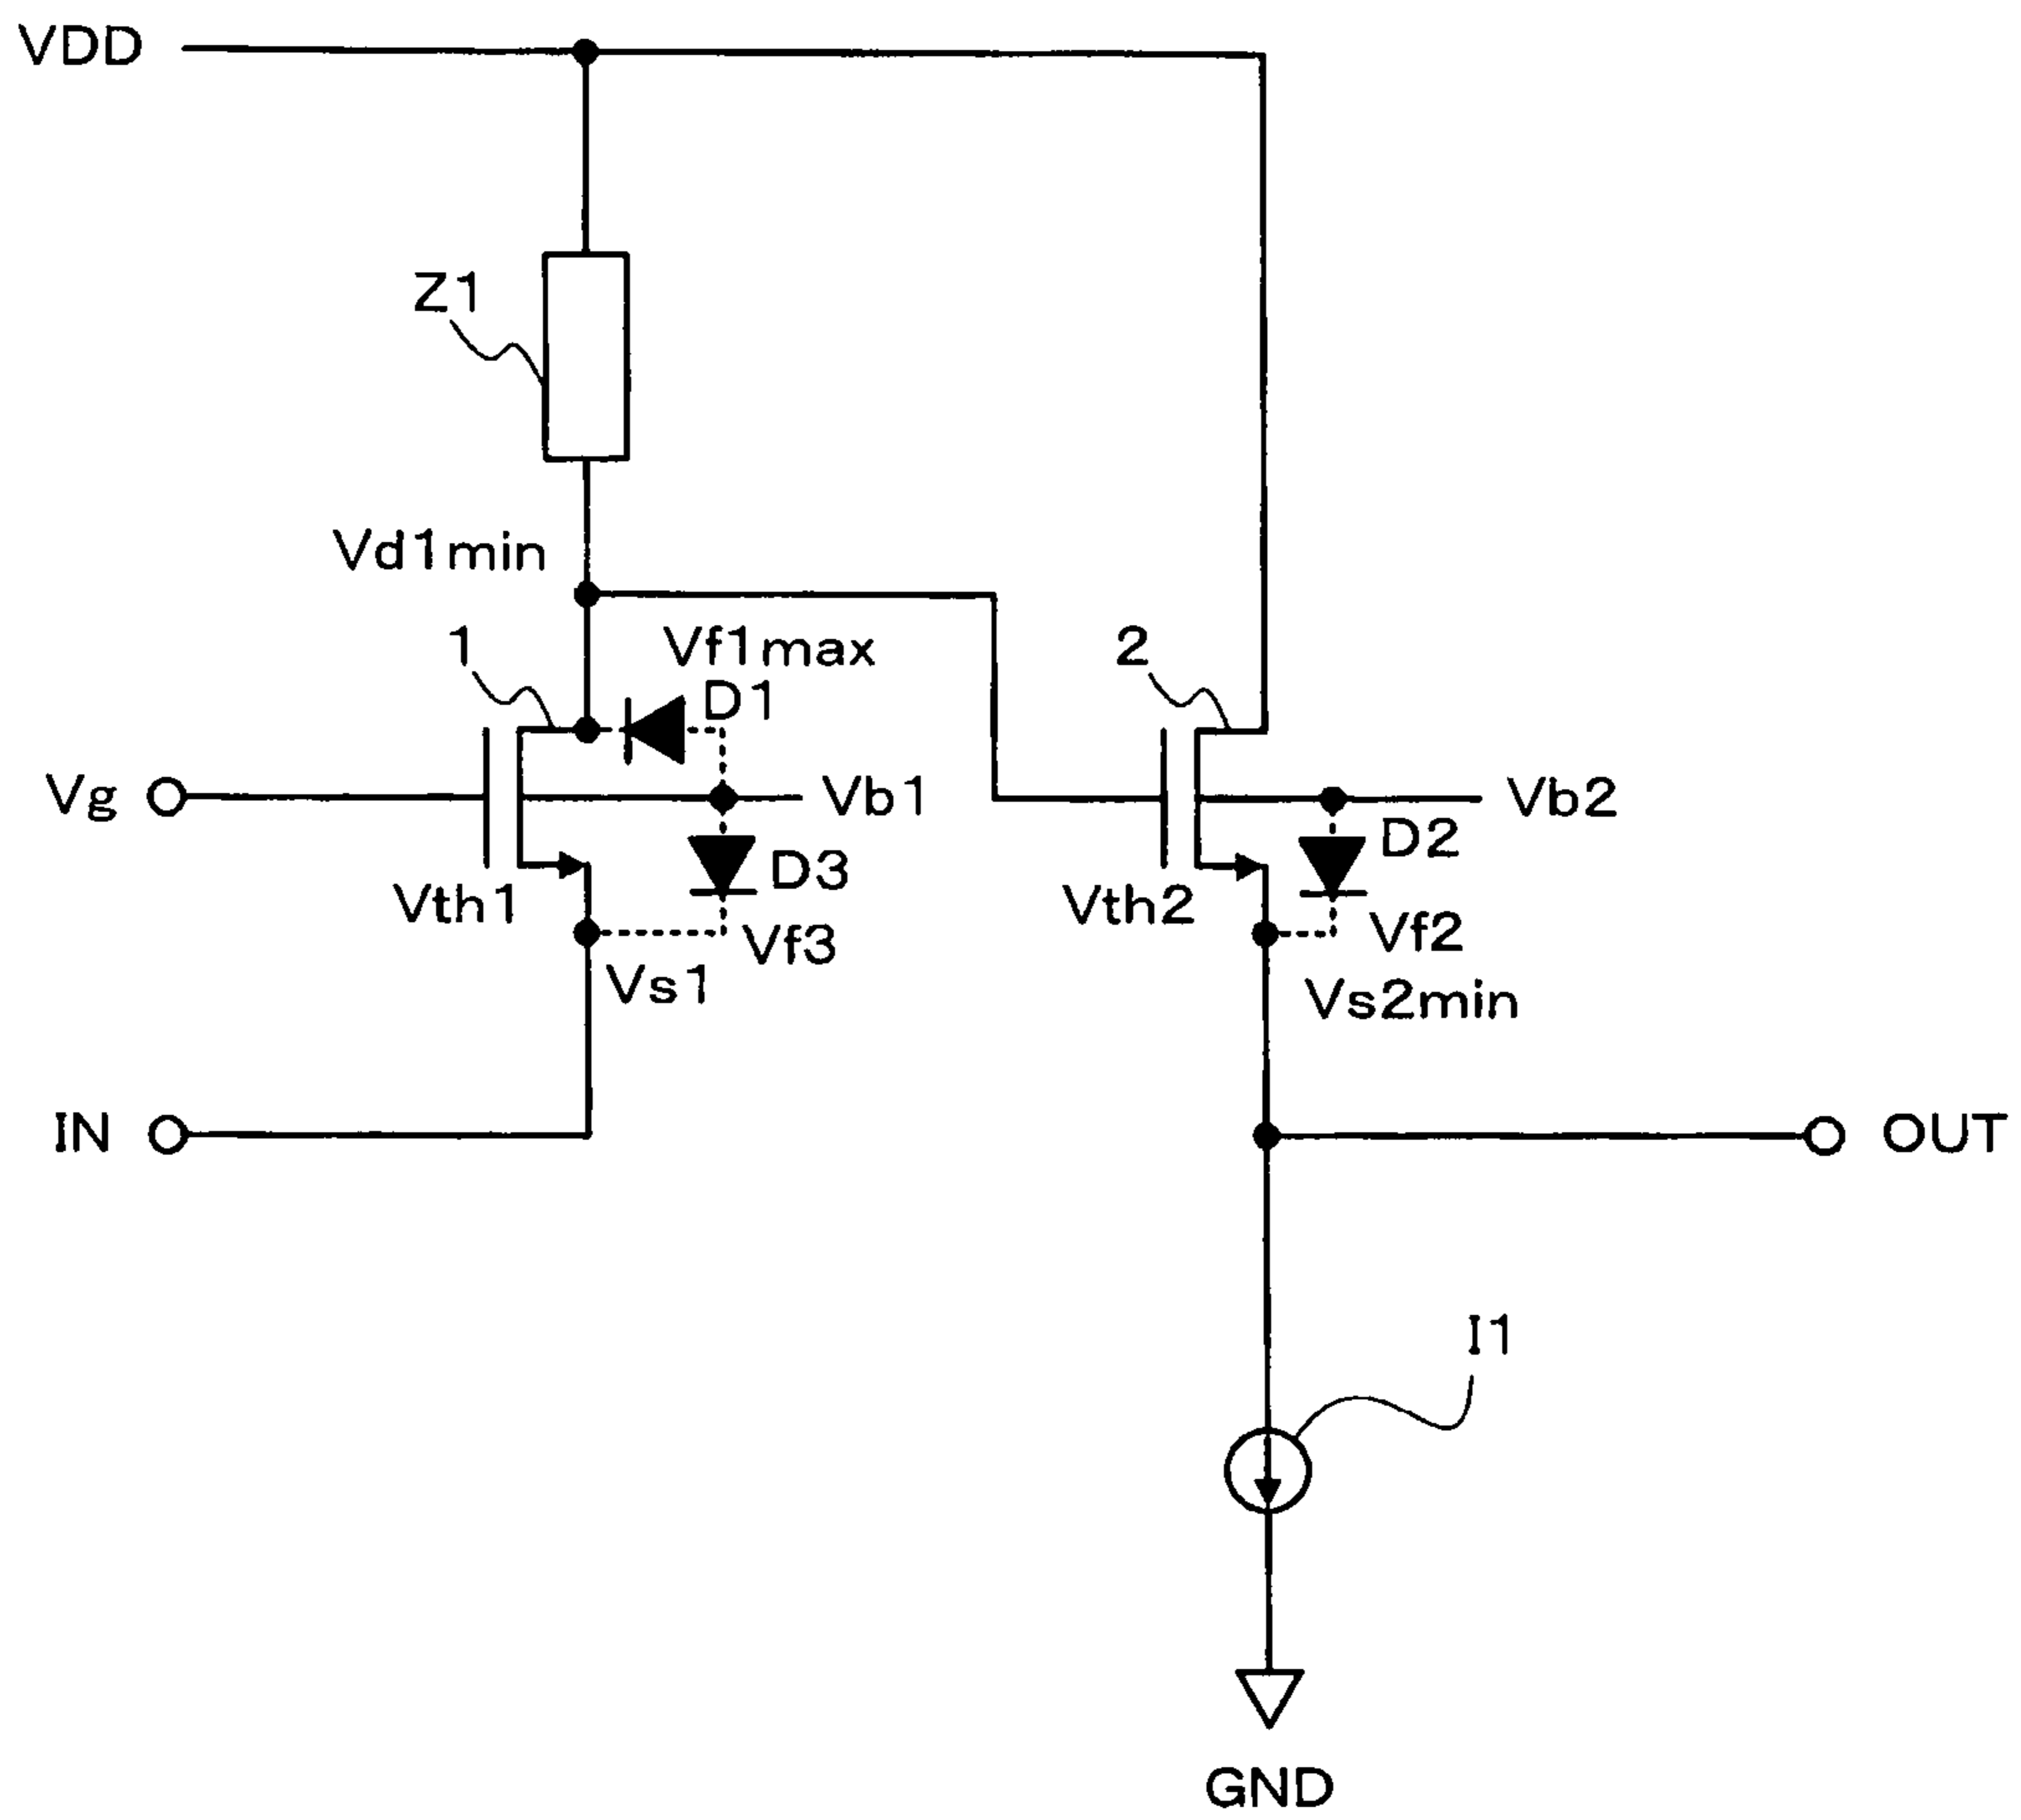 VDD
Z1
Vd1min
1
Vf1max
2
D1
Vg
Vb1
Vb2
D2
D3
Vth1
Vth2
Vf2
Vf3
Vs1
Vs2min
IN
OUT
I1
GND